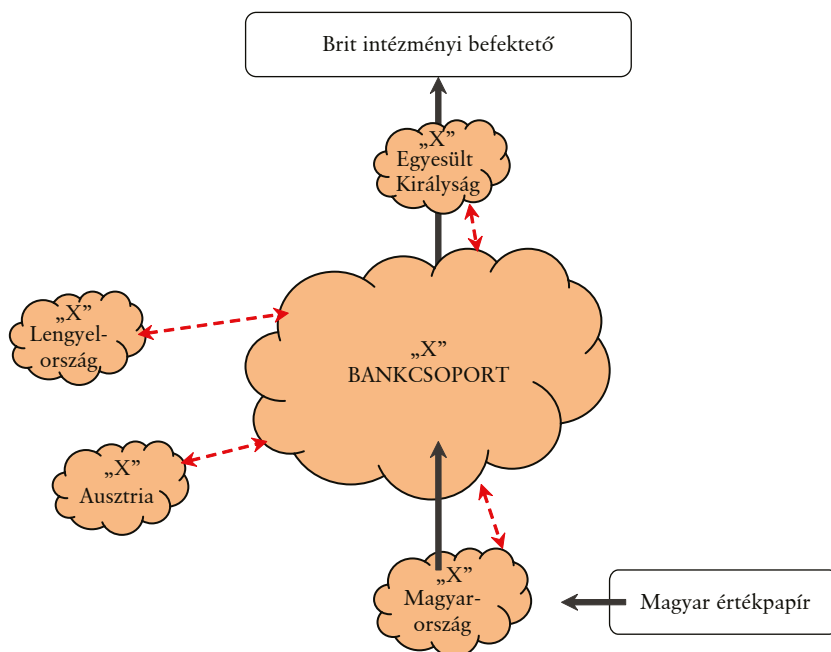 Brit intézményi befektető
„X”
Egyesült
Királyság
„X”
Lengyel-
ország
„X”
BANKCSOPORT
„X”
Ausztria
„X”
Magyar-
ország
Magyar értékpapír